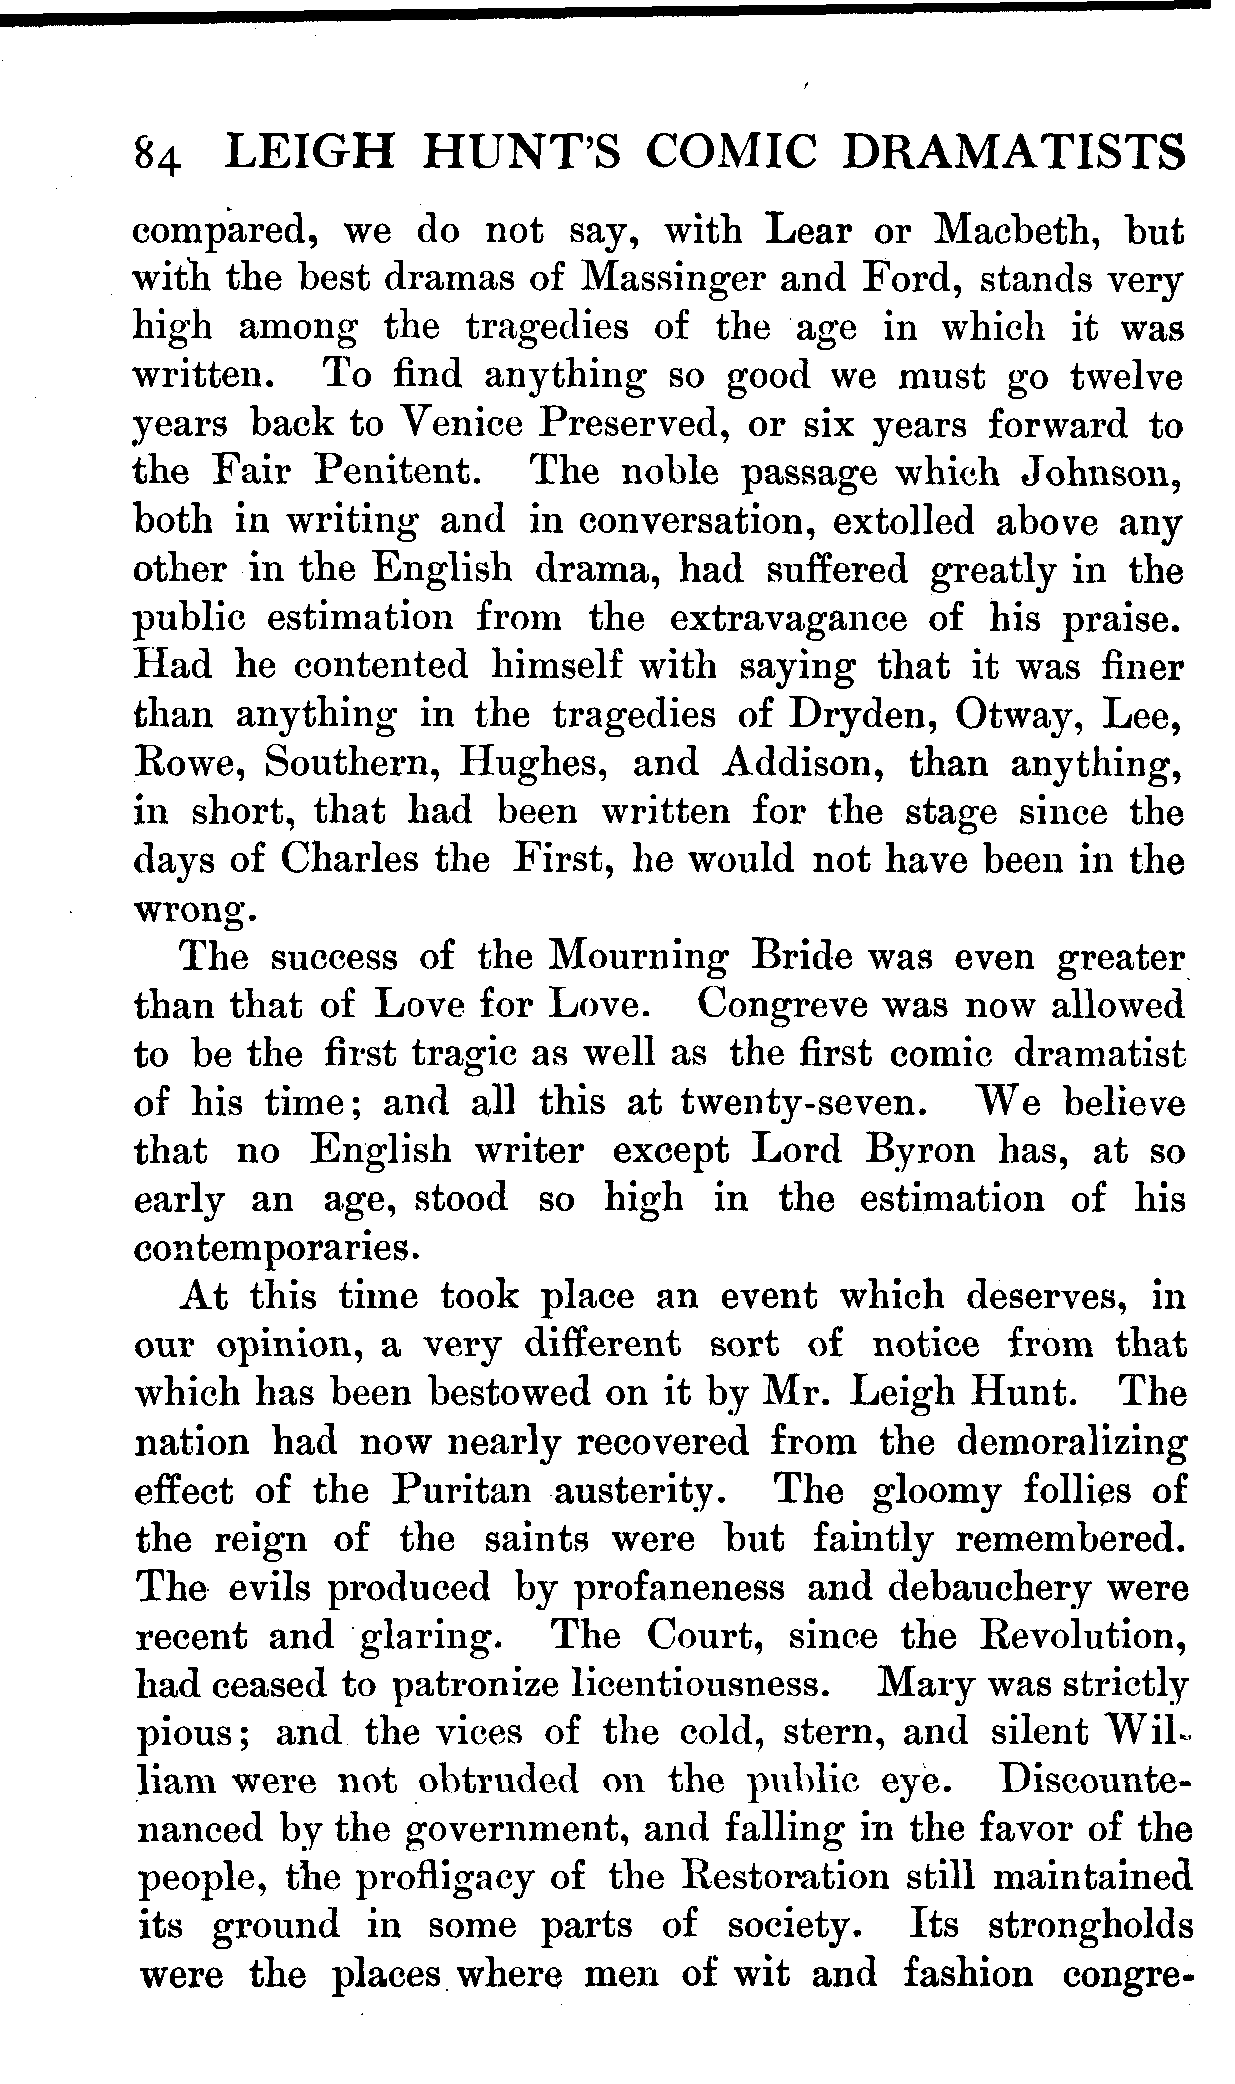 84 LEIGH HUNT'S COMIC DRAMATISTS
compared, we do not say, with Lear or Macbeth, but
with the best dramas of Massinger and Ford, stands very
high among the tragedies of the age in which it was
written. To find anything so good we must go twelve
years back to Venice Preserved, or six years forward to
the Fair Penitent. The noble passage which Johnson,
both in writing and in conversation, extolled above any
other in the English drama, had suffered greatly in the
public estimation from the extravagance of his praise.
Had he contented himself with saying that it was finer
than anything in the tragedies of Dryden, Otway, Lee,
Rowe, Southern, Hughes, and Addison, than anything,
in short, that had been written for the stage since the
days of Charles the First, he would not have been in the
wrong.
The success of the Mourning Bride was even greater
than that of Love for Love. Congreve was now allowed
to be the first tragic as well as the first comic dramatist
of his time; and all this at twenty-seven. We believe
that no English writer except Lord Byron has, at so
early an age, stood so high in the estimation of his
contemporaries.
At this time took place an event which deserves, in
our opinion, a very different sort of notice from that
which has been bestowed on it by Mr. Leigh Hunt. The
nation had now nearly recovered from the demoralizing
effect of the Puritan austerity. The gloomy follies of
the reign of the saints were but faintly remembered.
The evils produced by profaneness and debauchery were
recent and glaring. The Court, since the Revolution,
had ceased to patronize licentiousness. Mary was strictly
pious; and the vices of the cold, stern, and silent Wil-
liam were not obtruded on the public eye. Discounte-
nanced by the government, and falling in the favor of the
people, the profligacy of the Restoration still maintained
its ground in some parts of society. Its strongholds
were the places where men of wit and fashion congre-